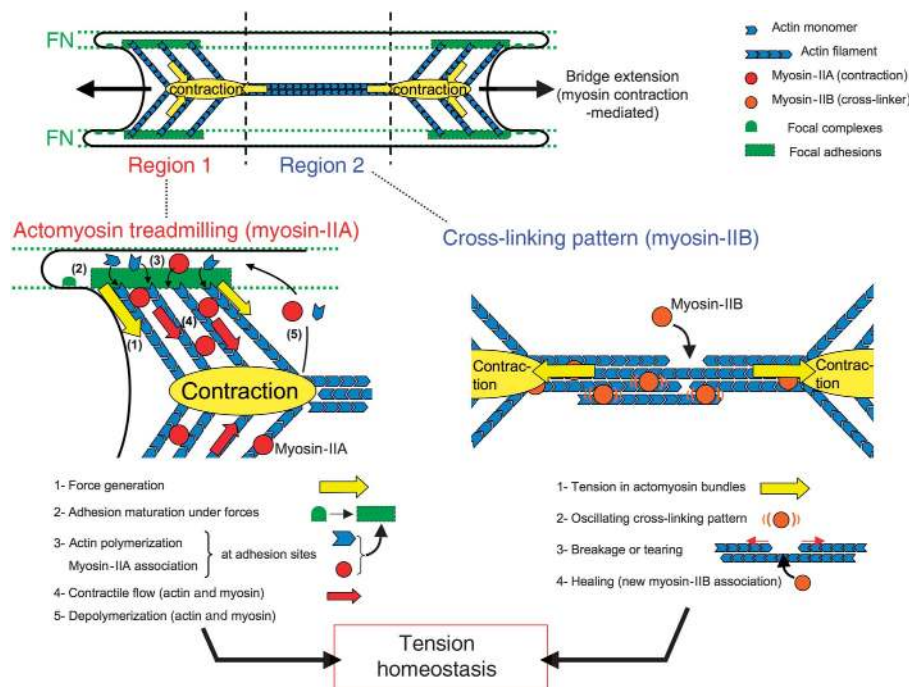 FN
FN
contraction
contraction
Bridge extension
(myosin contraction
-mediated)
Actin monomer
Actin filament
Myosin-IIA (contraction)
Myosin-IIB (cross-linker)
Focal complexes
Focal adhesions
Region 1
Region 2
Actomyosin treadmilling (myosin-IIA)
Cross-linking pattern (myosin-IIB)
(2)
(3)
(4)
(5)
(1)
Contraction
Myosin-IIA
Myosin-IIB
Contrac-
tion
Contrac-
tion
1- Force generation
2- Adhesion maturation under forces
3- Actin polymerization
Myosin-IIA association
at adhesion sites
4- Contractile flow (actin and myosin)
5- Depolymerization (actin and myosin)
1- Tension in actomyosin bundles
2- Oscillating cross-linking pattern
3- Breakage or tearing
4- Healing (new myosin-IIB association)
Tension
homeostasis